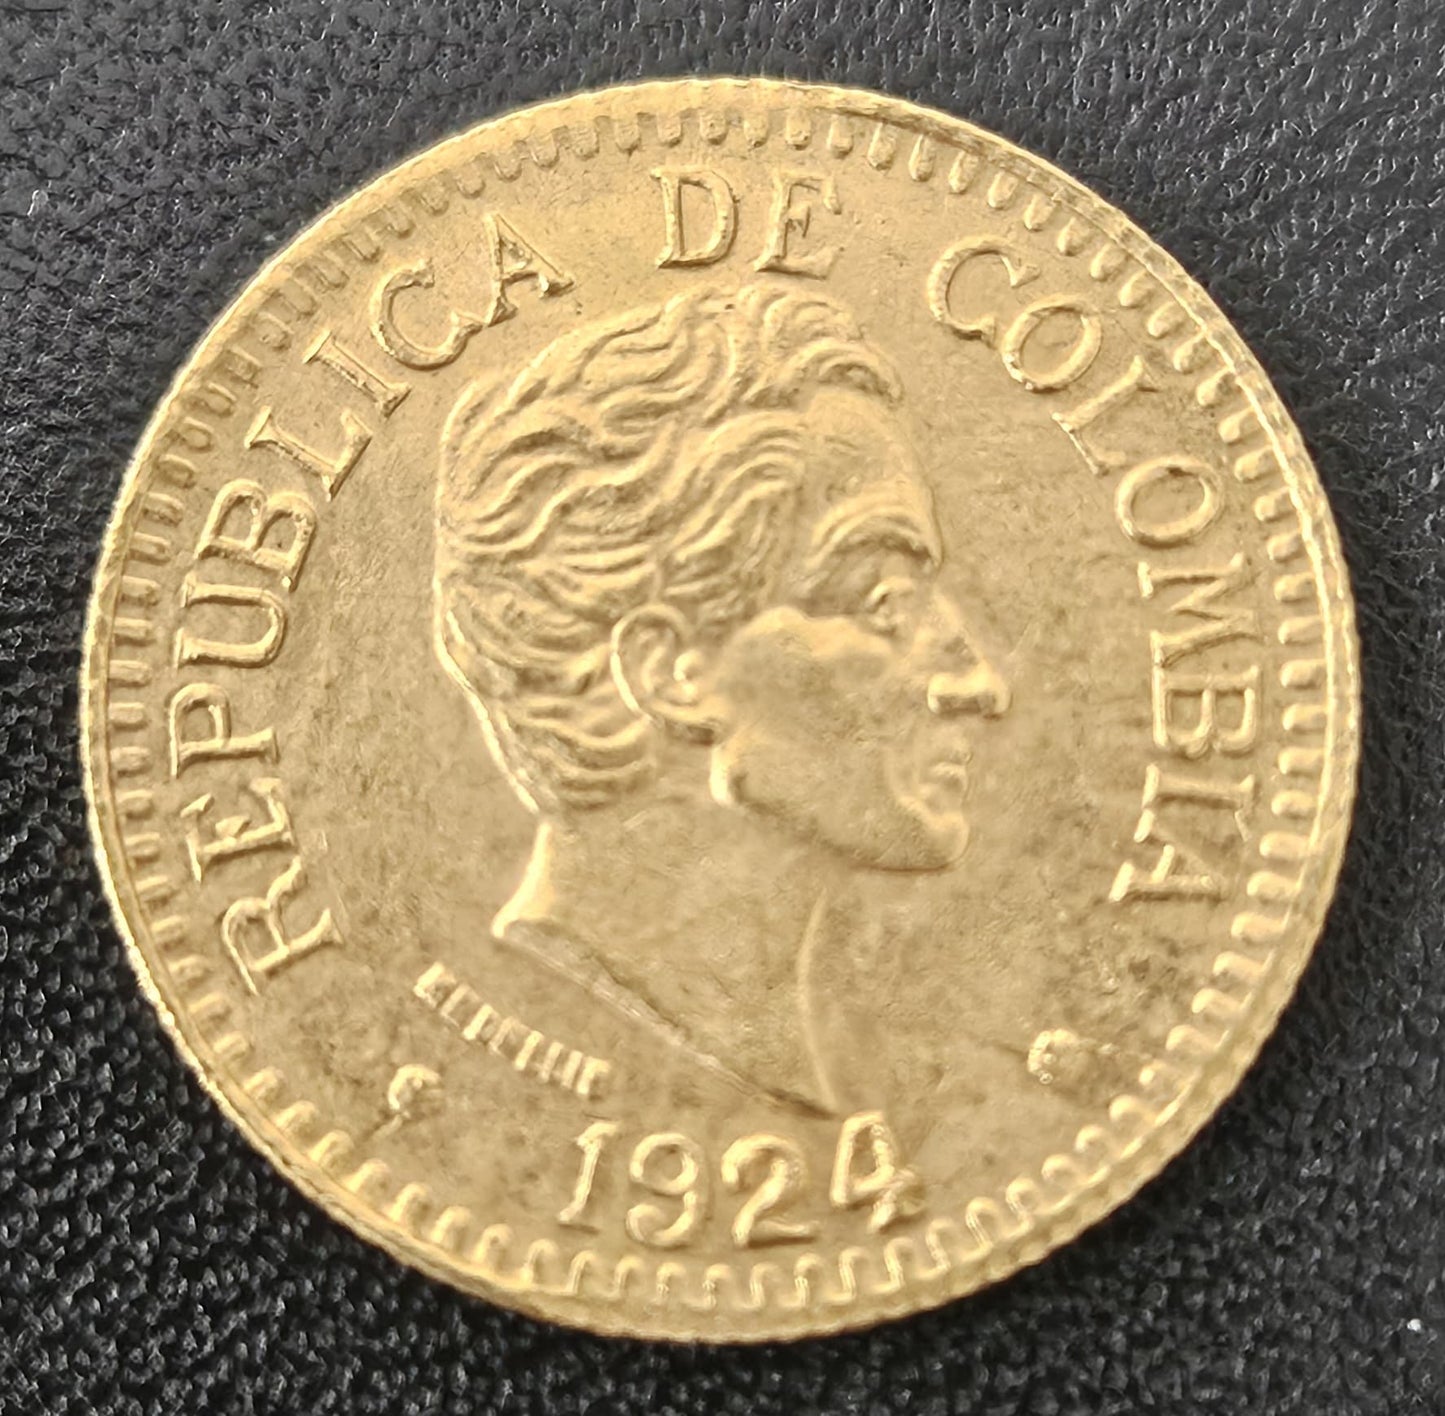 REPUBLICA DE COLOMBIA
1924